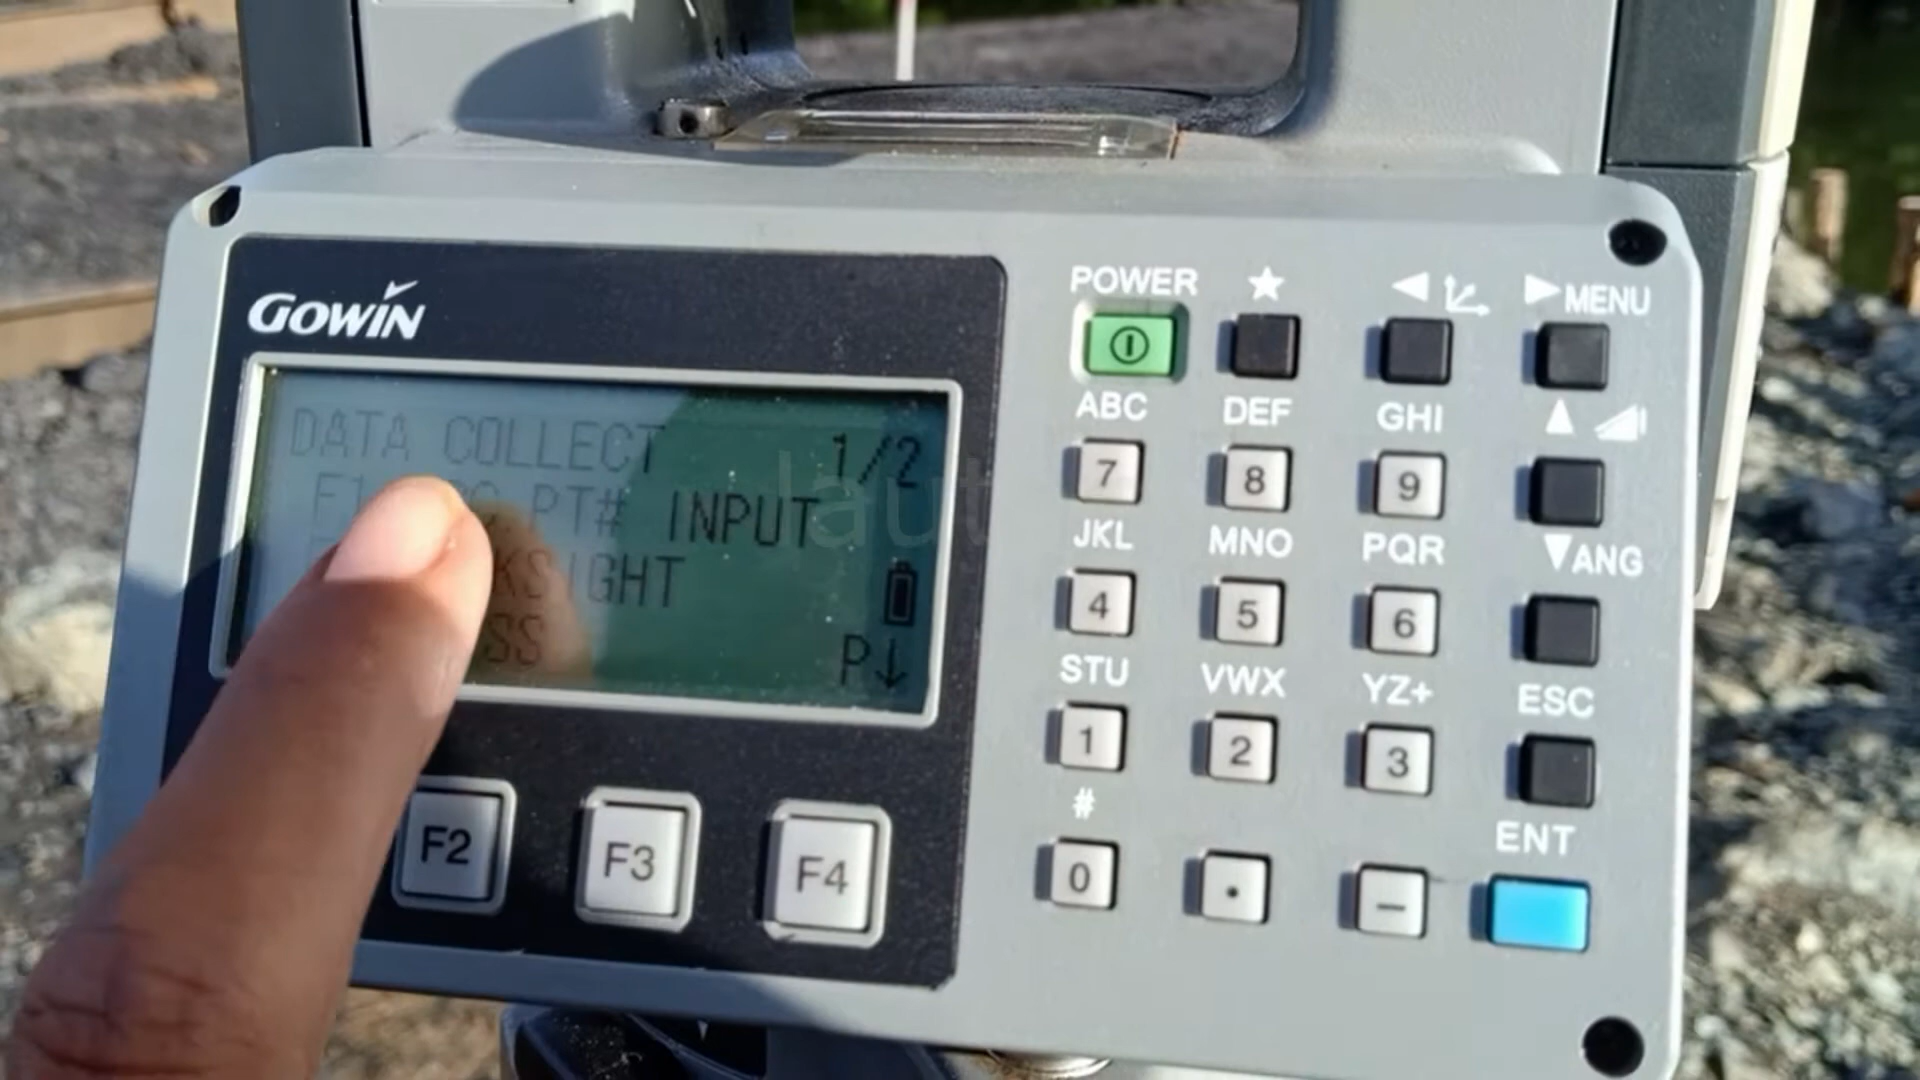 GOWIN
DATA COLLECT 1/2
PT# INPUT
P↓
F2 F3 F4
POWER ★ ◀ ▶MENU
ABC DEF GHI ▲
7 8 9
JKL MNO PQR ▼ANG
4 5 6
STU VWX YZ+ ESC
1 2 3
# ENT
0 . −